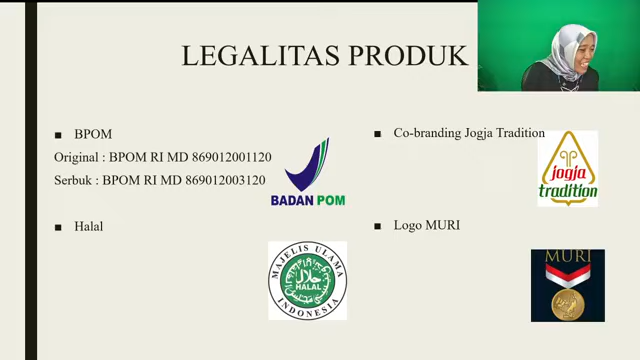 LEGALITAS PRODUK
BPOM
Original : BPOM RI MD 869012001120
Serbuk : BPOM RI MD 869012003120
BADAN POM
Halal
MAJELIS ULAMA
HALAL
INDONESIA
Co-branding Jogja Tradition
jogja
tradition
Logo MURI
MURI